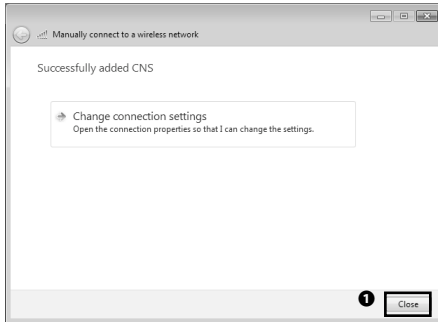 Manually connect to a wireless network
Successfully added CNS
Change connection settings
Open the connection properties so that I can change the settings.
1
Close